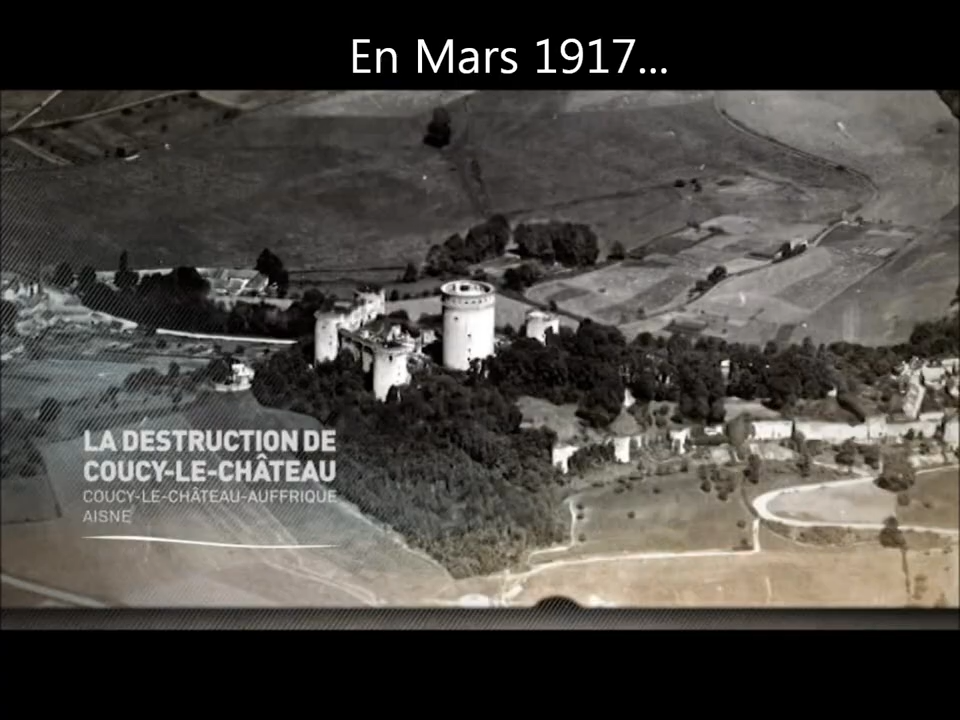 En Mars 1917...
LA DESTRUCTION DE
COUCY-LE-CHÂTEAU
COUCY-LE-CHÂTEAU-AUFFRIQUE
AISNE